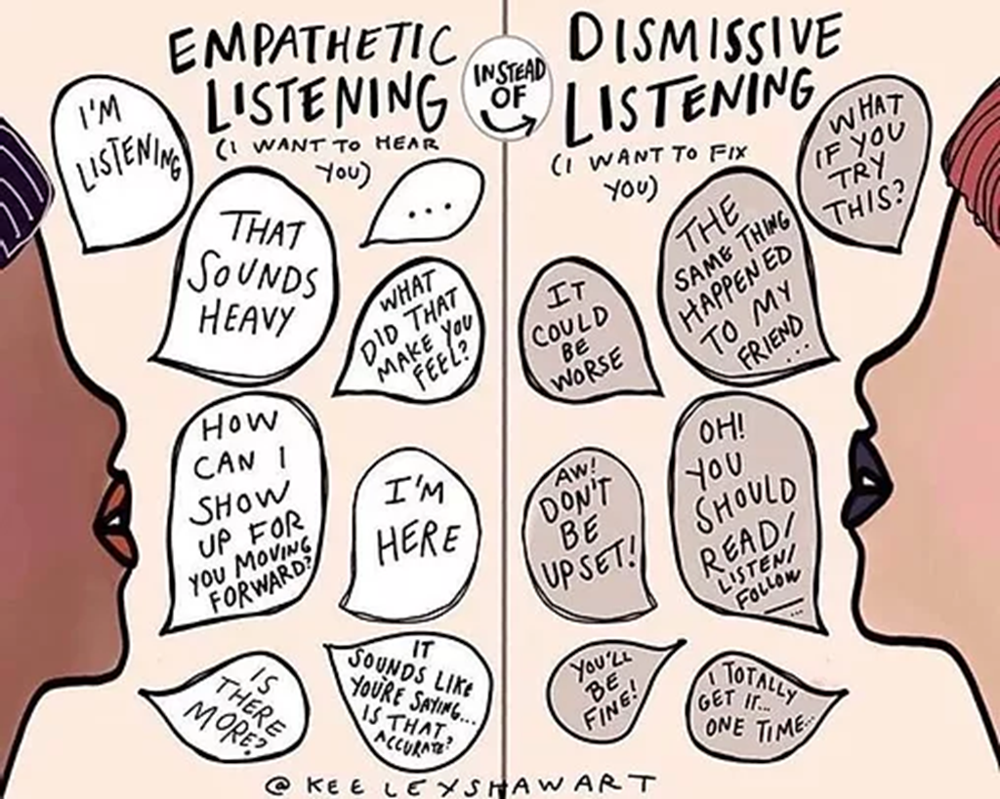 EMPATHETIC
LISTENING
(I WANT TO HEAR
YOU)
INSTEAD
OF
DISMISSIVE
LISTENING
(I WANT TO FIX
YOU)
I'M
LISTENING
THAT
SOUNDS
HEAVY
...
WHAT
DID THAT
MAKE YOU
FEEL?
HOW
CAN I
SHOW
UP FOR
YOU MOVING
FORWARD?
I'M
HERE
IS
THERE
MORE?
IT
SOUNDS LIKE
YOU'RE SAYING...
IS THAT
ACCURATE?
WHAT
IF YOU
TRY
THIS?
THE
SAME THING
HAPPENED
TO MY
FRIEND
...
IT
COULD
BE
WORSE
AW!
DON'T
BE
UPSET!
OH!
YOU
SHOULD
READ/
LISTEN/
FOLLOW
___...
YOU'LL
BE
FINE!
I TOTALLY
GET IT...
ONE TIME...
@KEELEYSHAWART